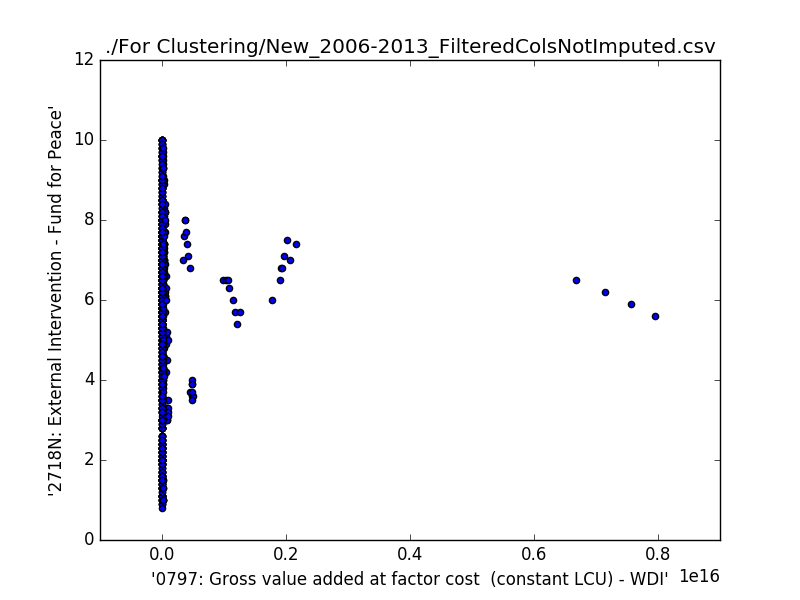 ./For Clustering/New_2006-2013_FilteredColsNotImputed.csv
12
10
8
6
4
2
0
'2718N: External Intervention - Fund for Peace'
0.0 0.2 0.4 0.6 0.8
1e16
'0797: Gross value added at factor cost  (constant LCU) - WDI'